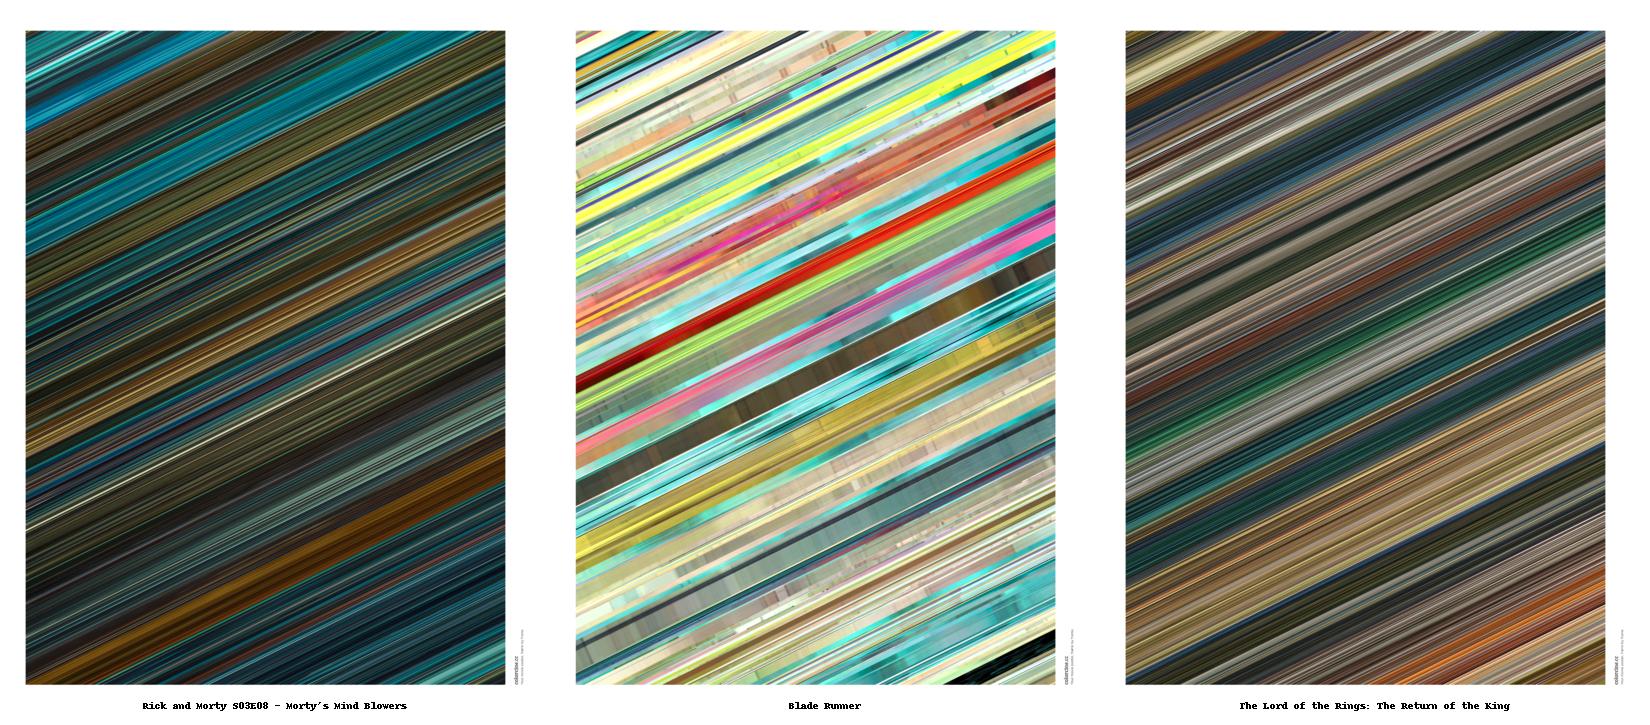 Rick and Morty S03E08 - Morty's Mind Blowers
Blade Runner
The Lord of the Rings: The Return of the King